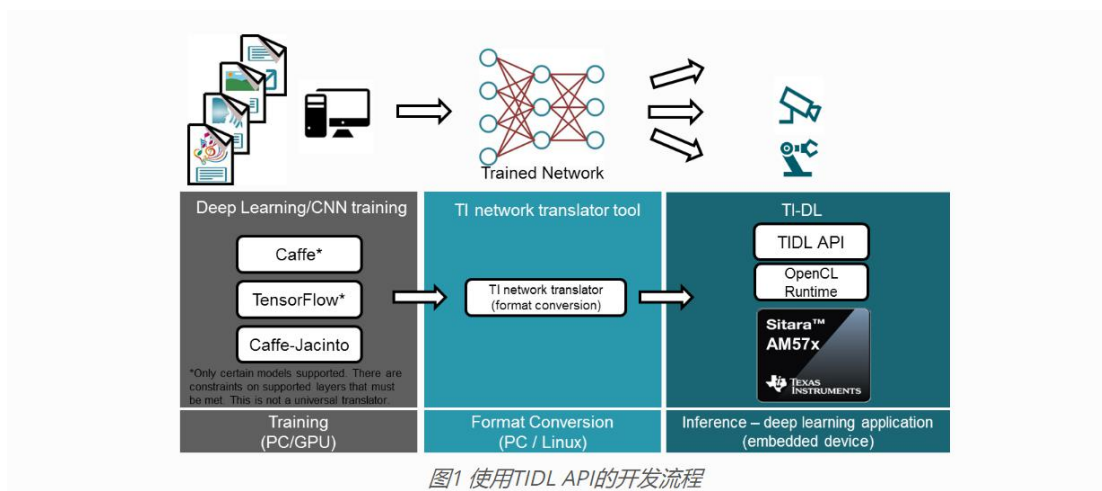 Trained Network
Deep Learning/CNN training
Caffe*
TensorFlow*
Caffe-Jacinto
*Only certain models supported. There are
constraints on supported layers that must
be met. This is not a universal translator.
Training
(PC/GPU)
TI network translator tool
TI network translator
(format conversion)
Format Conversion
(PC / Linux)
TI-DL
TIDL API
OpenCL
Runtime
Sitara™
AM57x
TEXAS
INSTRUMENTS
Inference – deep learning application
(embedded device)
图1 使用TIDL API的开发流程